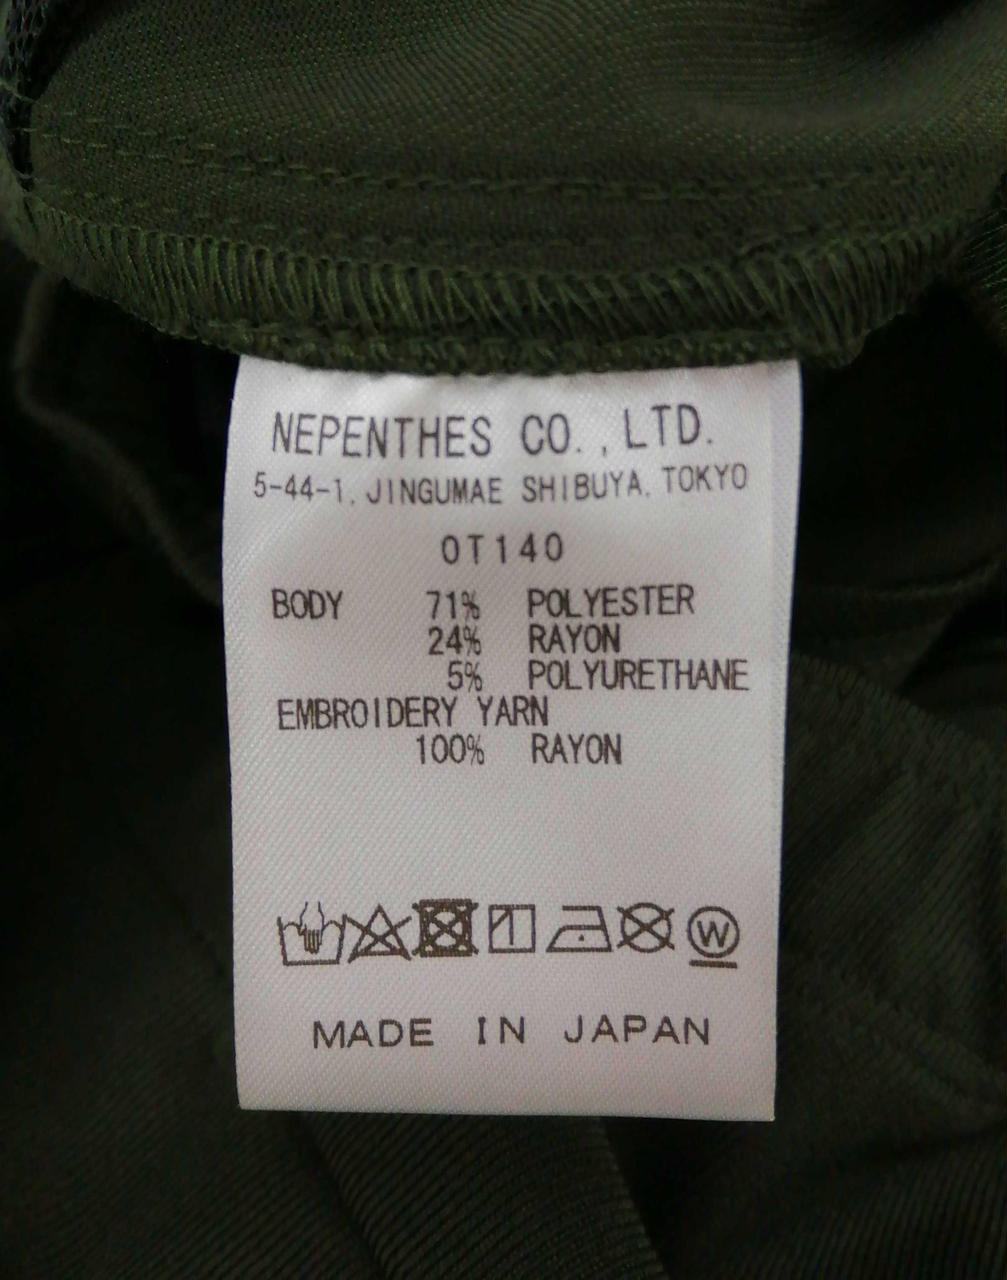 NEPENTHES CO.,LTD.
5-44-1, JINGUMAE SHIBUYA, TOKYO
OT140
BODY 71% POLYESTER
24% RAYON
5% POLYURETHANE
EMBROIDERY YARN
100% RAYON
W
MADE IN JAPAN